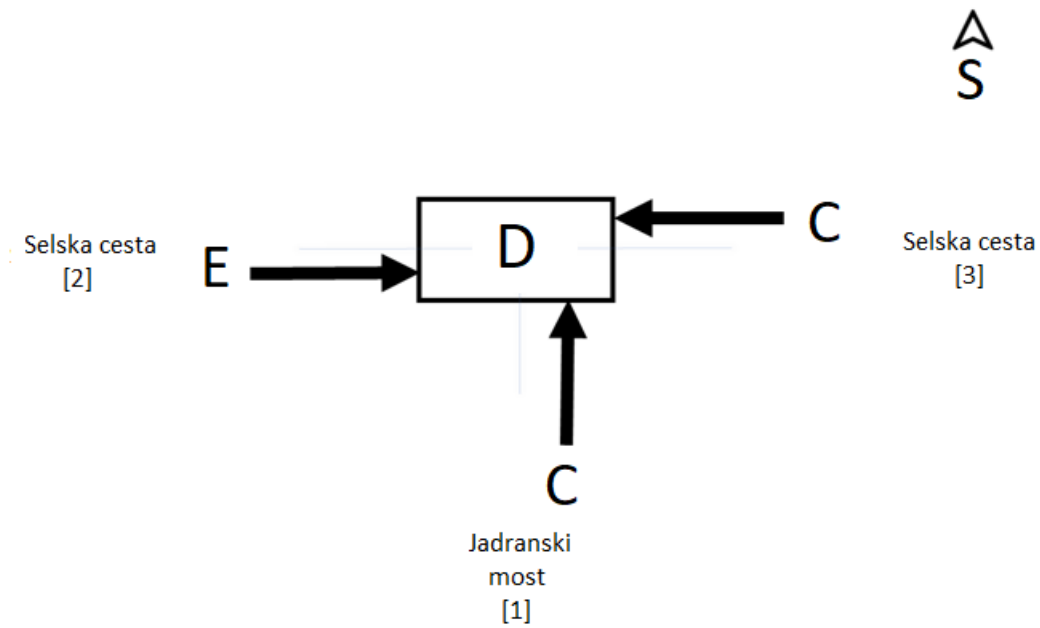 S
D
C
Selska cesta
[2]
E
Selska cesta
[3]
C
Jadranski
most
[1]